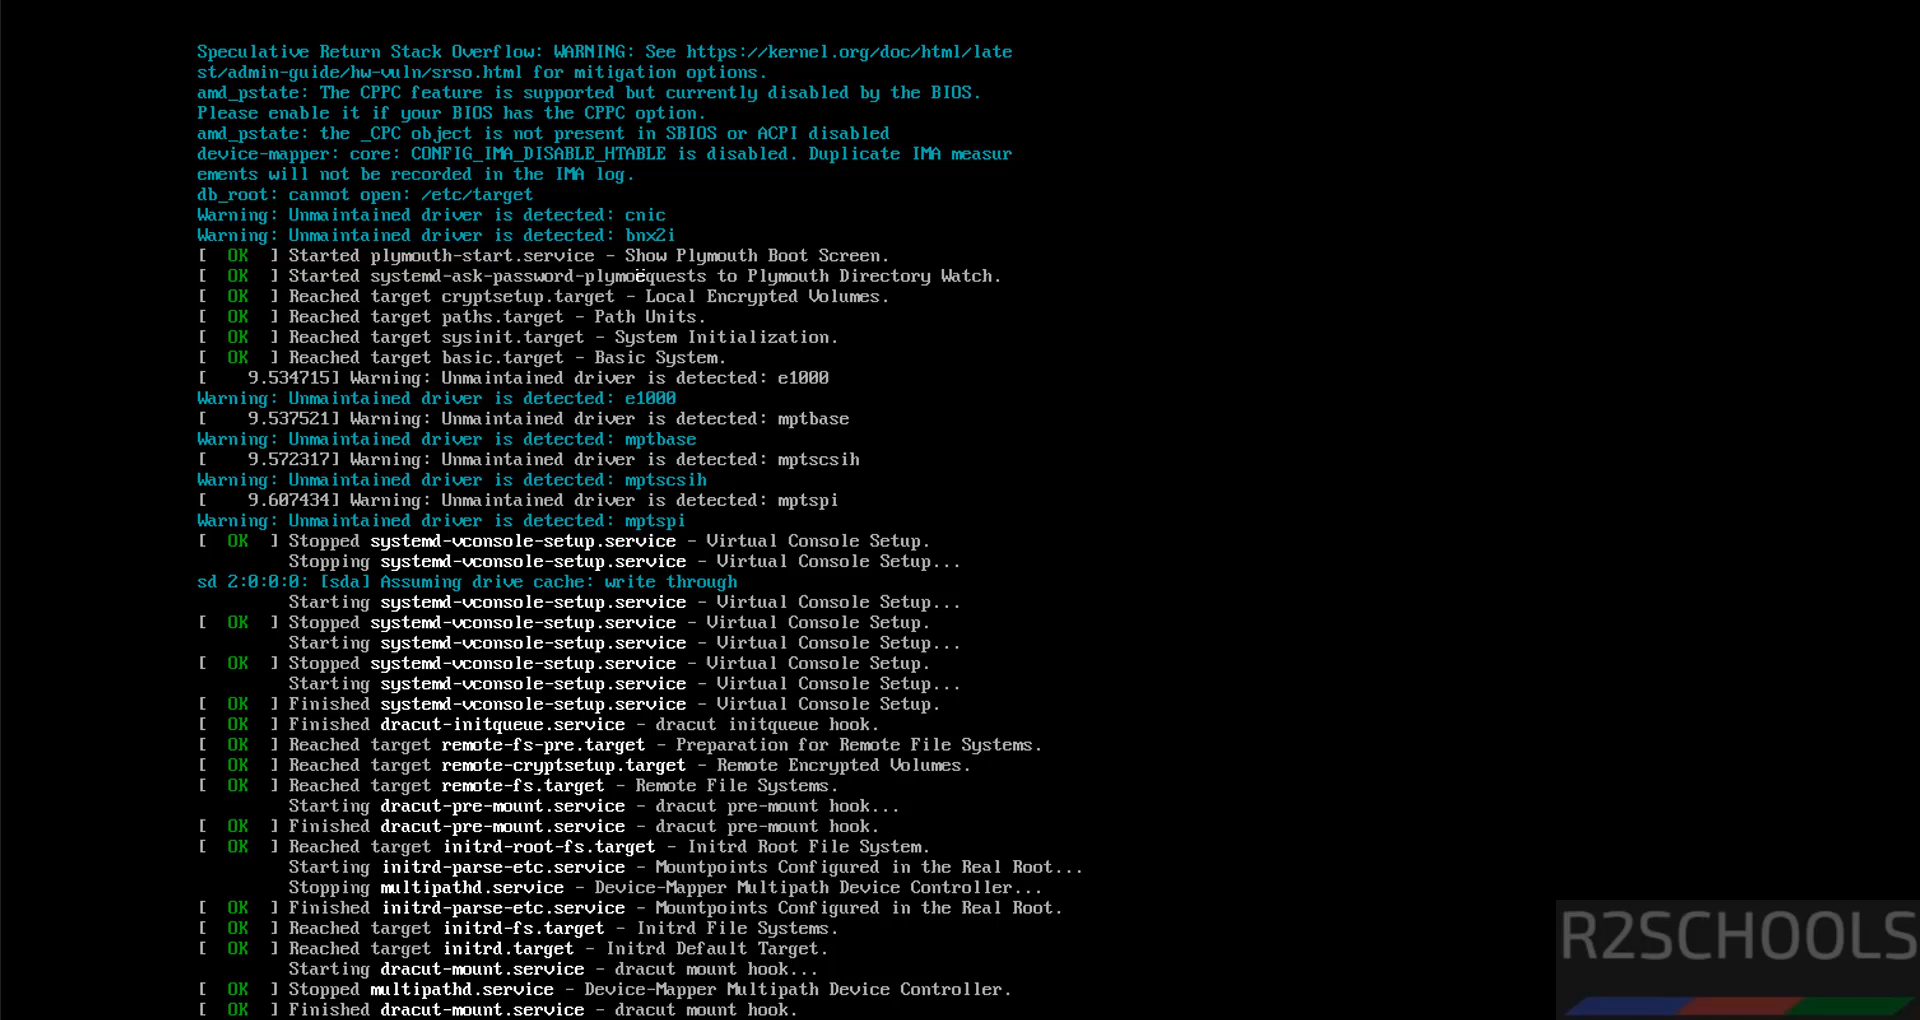 Speculative Return Stack Overflow: WARNING: See https://kernel.org/doc/html/late
st/admin-guide/hw-vuln/srso.html for mitigation options.
amd_pstate: The CPPC feature is supported but currently disabled by the BIOS.
Please enable it if your BIOS has the CPPC option.
amd_pstate: the _CPC object is not present in SBIOS or ACPI disabled
device-mapper: core: CONFIG_IMA_DISABLE_HTABLE is disabled. Duplicate IMA measur
ements will not be recorded in the IMA log.
db_root: cannot open: /etc/target
Warning: Unmaintained driver is detected: cnic
Warning: Unmaintained driver is detected: bnx2i
[  OK  ] Started plymouth-start.service - Show Plymouth Boot Screen.
[  OK  ] Started systemd-ask-password-plymoëquests to Plymouth Directory Watch.
[  OK  ] Reached target cryptsetup.target - Local Encrypted Volumes.
[  OK  ] Reached target paths.target - Path Units.
[  OK  ] Reached target sysinit.target - System Initialization.
[  OK  ] Reached target basic.target - Basic System.
[    9.534715] Warning: Unmaintained driver is detected: e1000
Warning: Unmaintained driver is detected: e1000
[    9.537521] Warning: Unmaintained driver is detected: mptbase
Warning: Unmaintained driver is detected: mptbase
[    9.572317] Warning: Unmaintained driver is detected: mptscsih
Warning: Unmaintained driver is detected: mptscsih
[    9.607434] Warning: Unmaintained driver is detected: mptspi
Warning: Unmaintained driver is detected: mptspi
[  OK  ] Stopped systemd-vconsole-setup.service - Virtual Console Setup.
Stopping systemd-vconsole-setup.service - Virtual Console Setup...
sd 2:0:0:0: [sda] Assuming drive cache: write through
Starting systemd-vconsole-setup.service - Virtual Console Setup...
[  OK  ] Stopped systemd-vconsole-setup.service - Virtual Console Setup.
Starting systemd-vconsole-setup.service - Virtual Console Setup...
[  OK  ] Stopped systemd-vconsole-setup.service - Virtual Console Setup.
Starting systemd-vconsole-setup.service - Virtual Console Setup...
[  OK  ] Finished systemd-vconsole-setup.service - Virtual Console Setup.
[  OK  ] Finished dracut-initqueue.service - dracut initqueue hook.
[  OK  ] Reached target remote-fs-pre.target - Preparation for Remote File Systems.
[  OK  ] Reached target remote-cryptsetup.target - Remote Encrypted Volumes.
[  OK  ] Reached target remote-fs.target - Remote File Systems.
Starting dracut-pre-mount.service - dracut pre-mount hook...
[  OK  ] Finished dracut-pre-mount.service - dracut pre-mount hook.
[  OK  ] Reached target initrd-root-fs.target - Initrd Root File System.
Starting initrd-parse-etc.service - Mountpoints Configured in the Real Root...
Stopping multipathd.service - Device-Mapper Multipath Device Controller...
[  OK  ] Finished initrd-parse-etc.service - Mountpoints Configured in the Real Root.
[  OK  ] Reached target initrd-fs.target - Initrd File Systems.
[  OK  ] Reached target initrd.target - Initrd Default Target.
Starting dracut-mount.service - dracut mount hook...
[  OK  ] Stopped multipathd.service - Device-Mapper Multipath Device Controller.
[  OK  ] Finished dracut-mount.service - dracut mount hook.
R2SCHOOLS